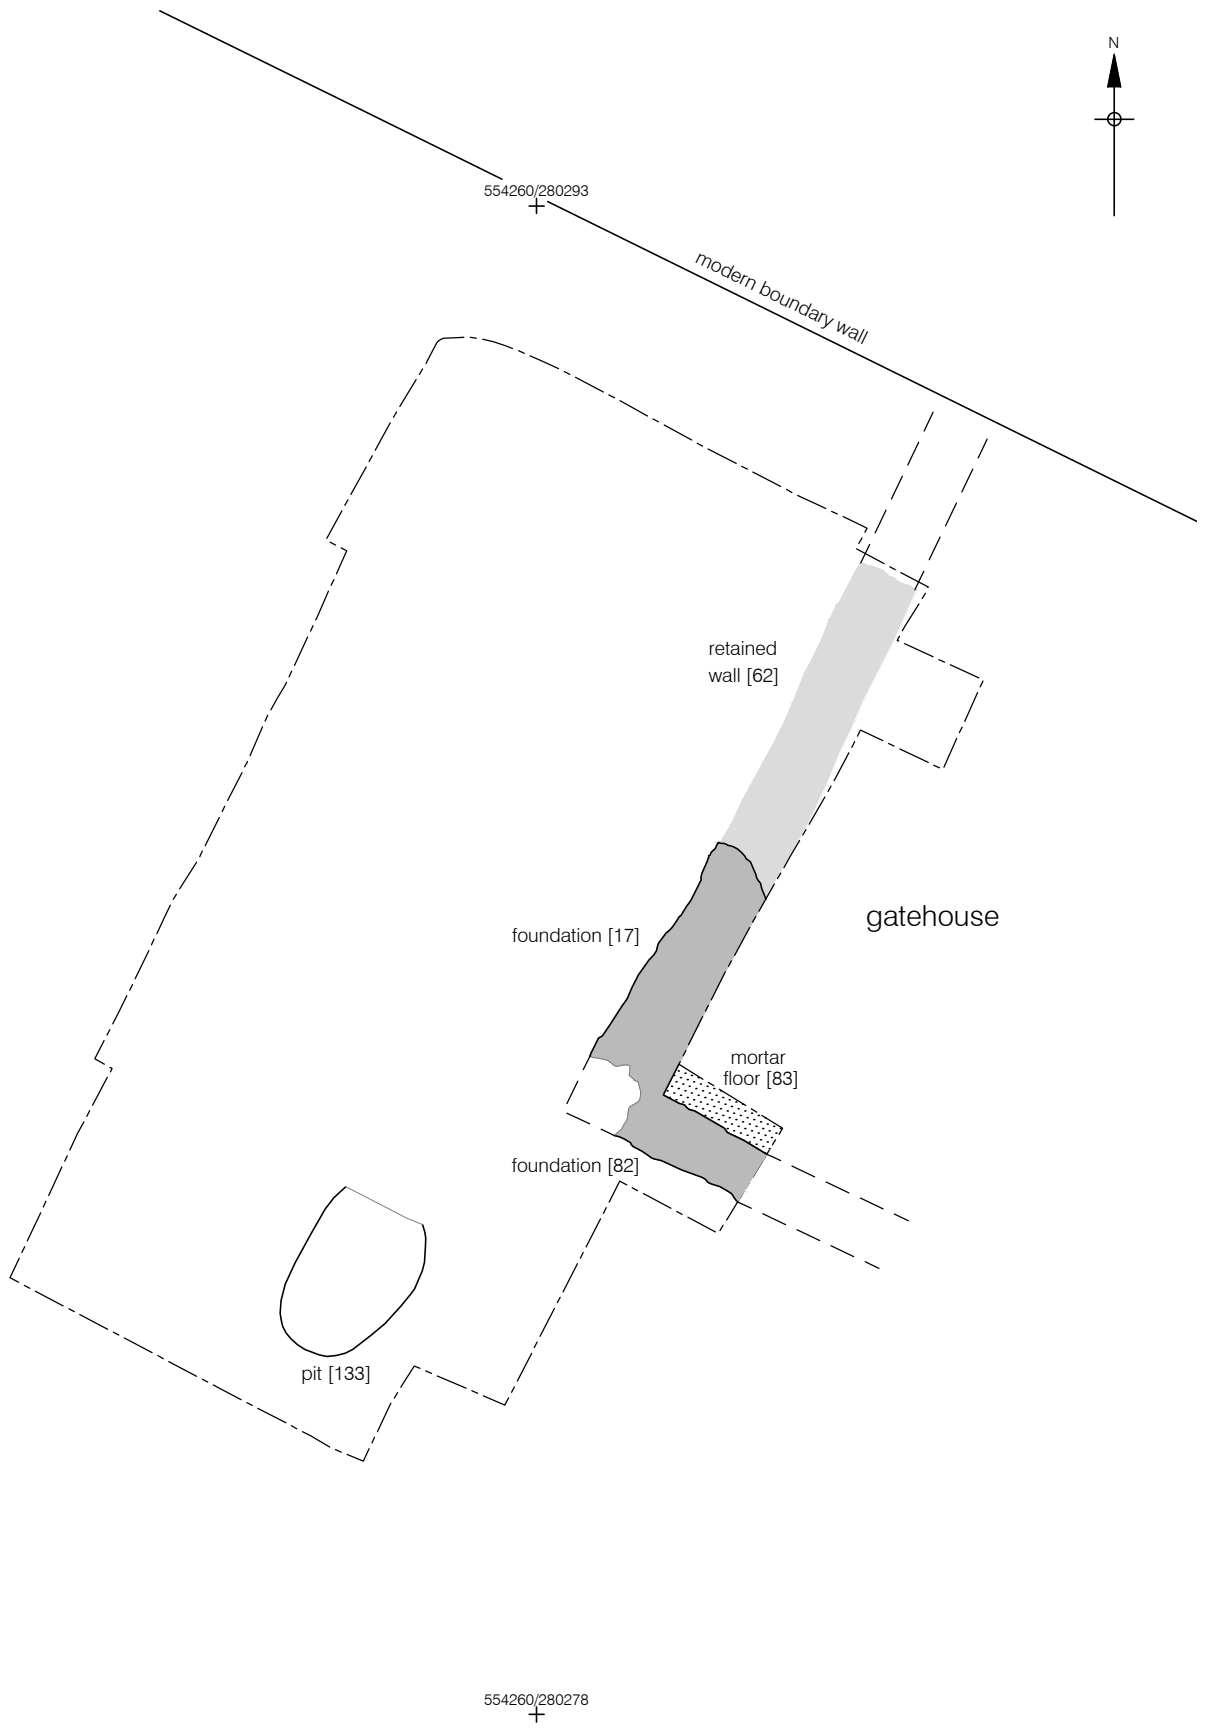 N
554260/280293
modern boundary wall
retained
wall [62]
gatehouse
foundation [17]
mortar
floor [83]
foundation [82]
pit [133]
554260/280278